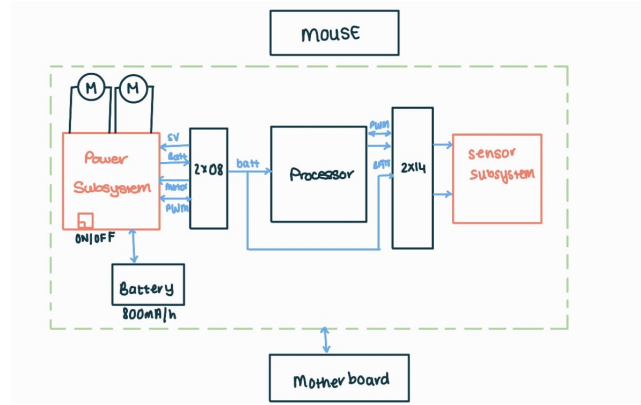 MOUSE
M
M
Power
Subsystem
ON/OFF
5V
Batt
Motor
PWM
2x08
batt
Processor
PWM
Batt
2x14
sensor
subsystem
Battery
800mA/h
Motherboard